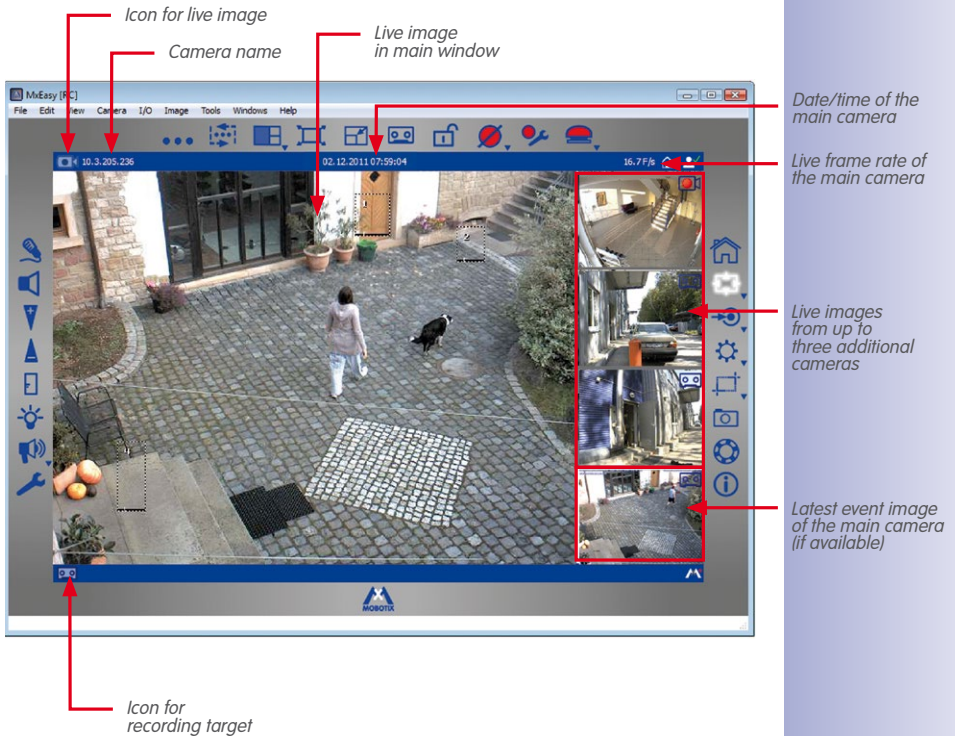 Icon for live image
Camera name
Live image
in main window
MxEasy [PC]
File Edit View Camera I/O Image Tools Windows Help
Date/time of the
main camera
10.3.205.236 02.12.2011 07:59:04 16.7 F/s
Live frame rate of
the main camera
1
2
Live images
from up to
three additional
cameras
Latest event image
of the main camera
(if available)
MOBOTIX
Icon for
recording target